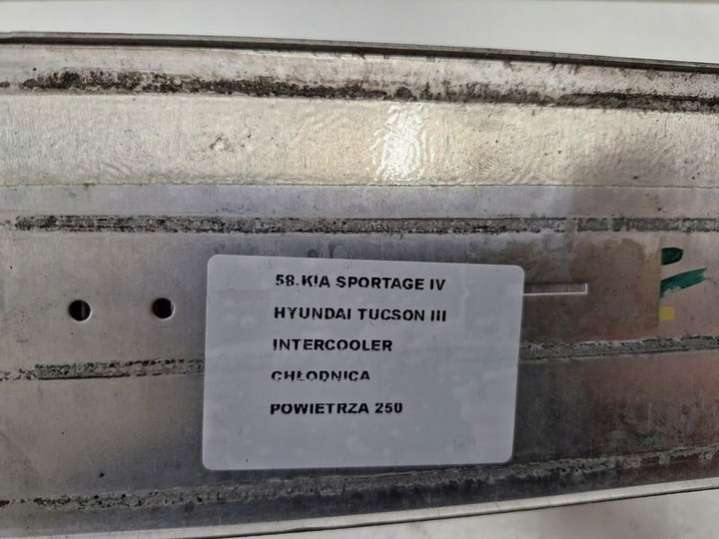 58.KIA SPORTAGE IV
HYUNDAI TUCSON III
INTERCOOLER
CHŁODNICA
POWIETRZA 250